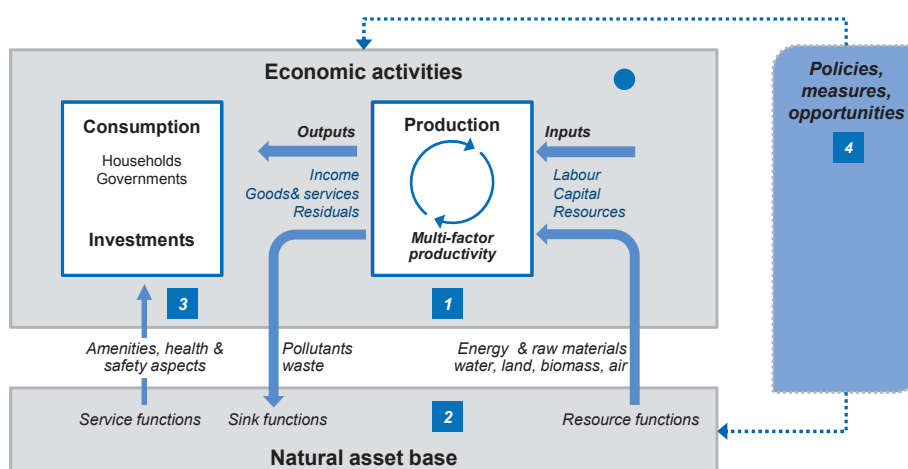 Economic activities
Policies,
measures,
opportunities
4
Consumption
Households
Governments
Investments
3
Outputs
Income
Goods& services
Residuals
Production
Multi-factor
productivity
1
Inputs
Labour
Capital
Resources
Amenities, health &
safety aspects
Pollutants
waste
Energy & raw materials
water, land, biomass, air
Service functions
Sink functions
2
Resource functions
Natural asset base